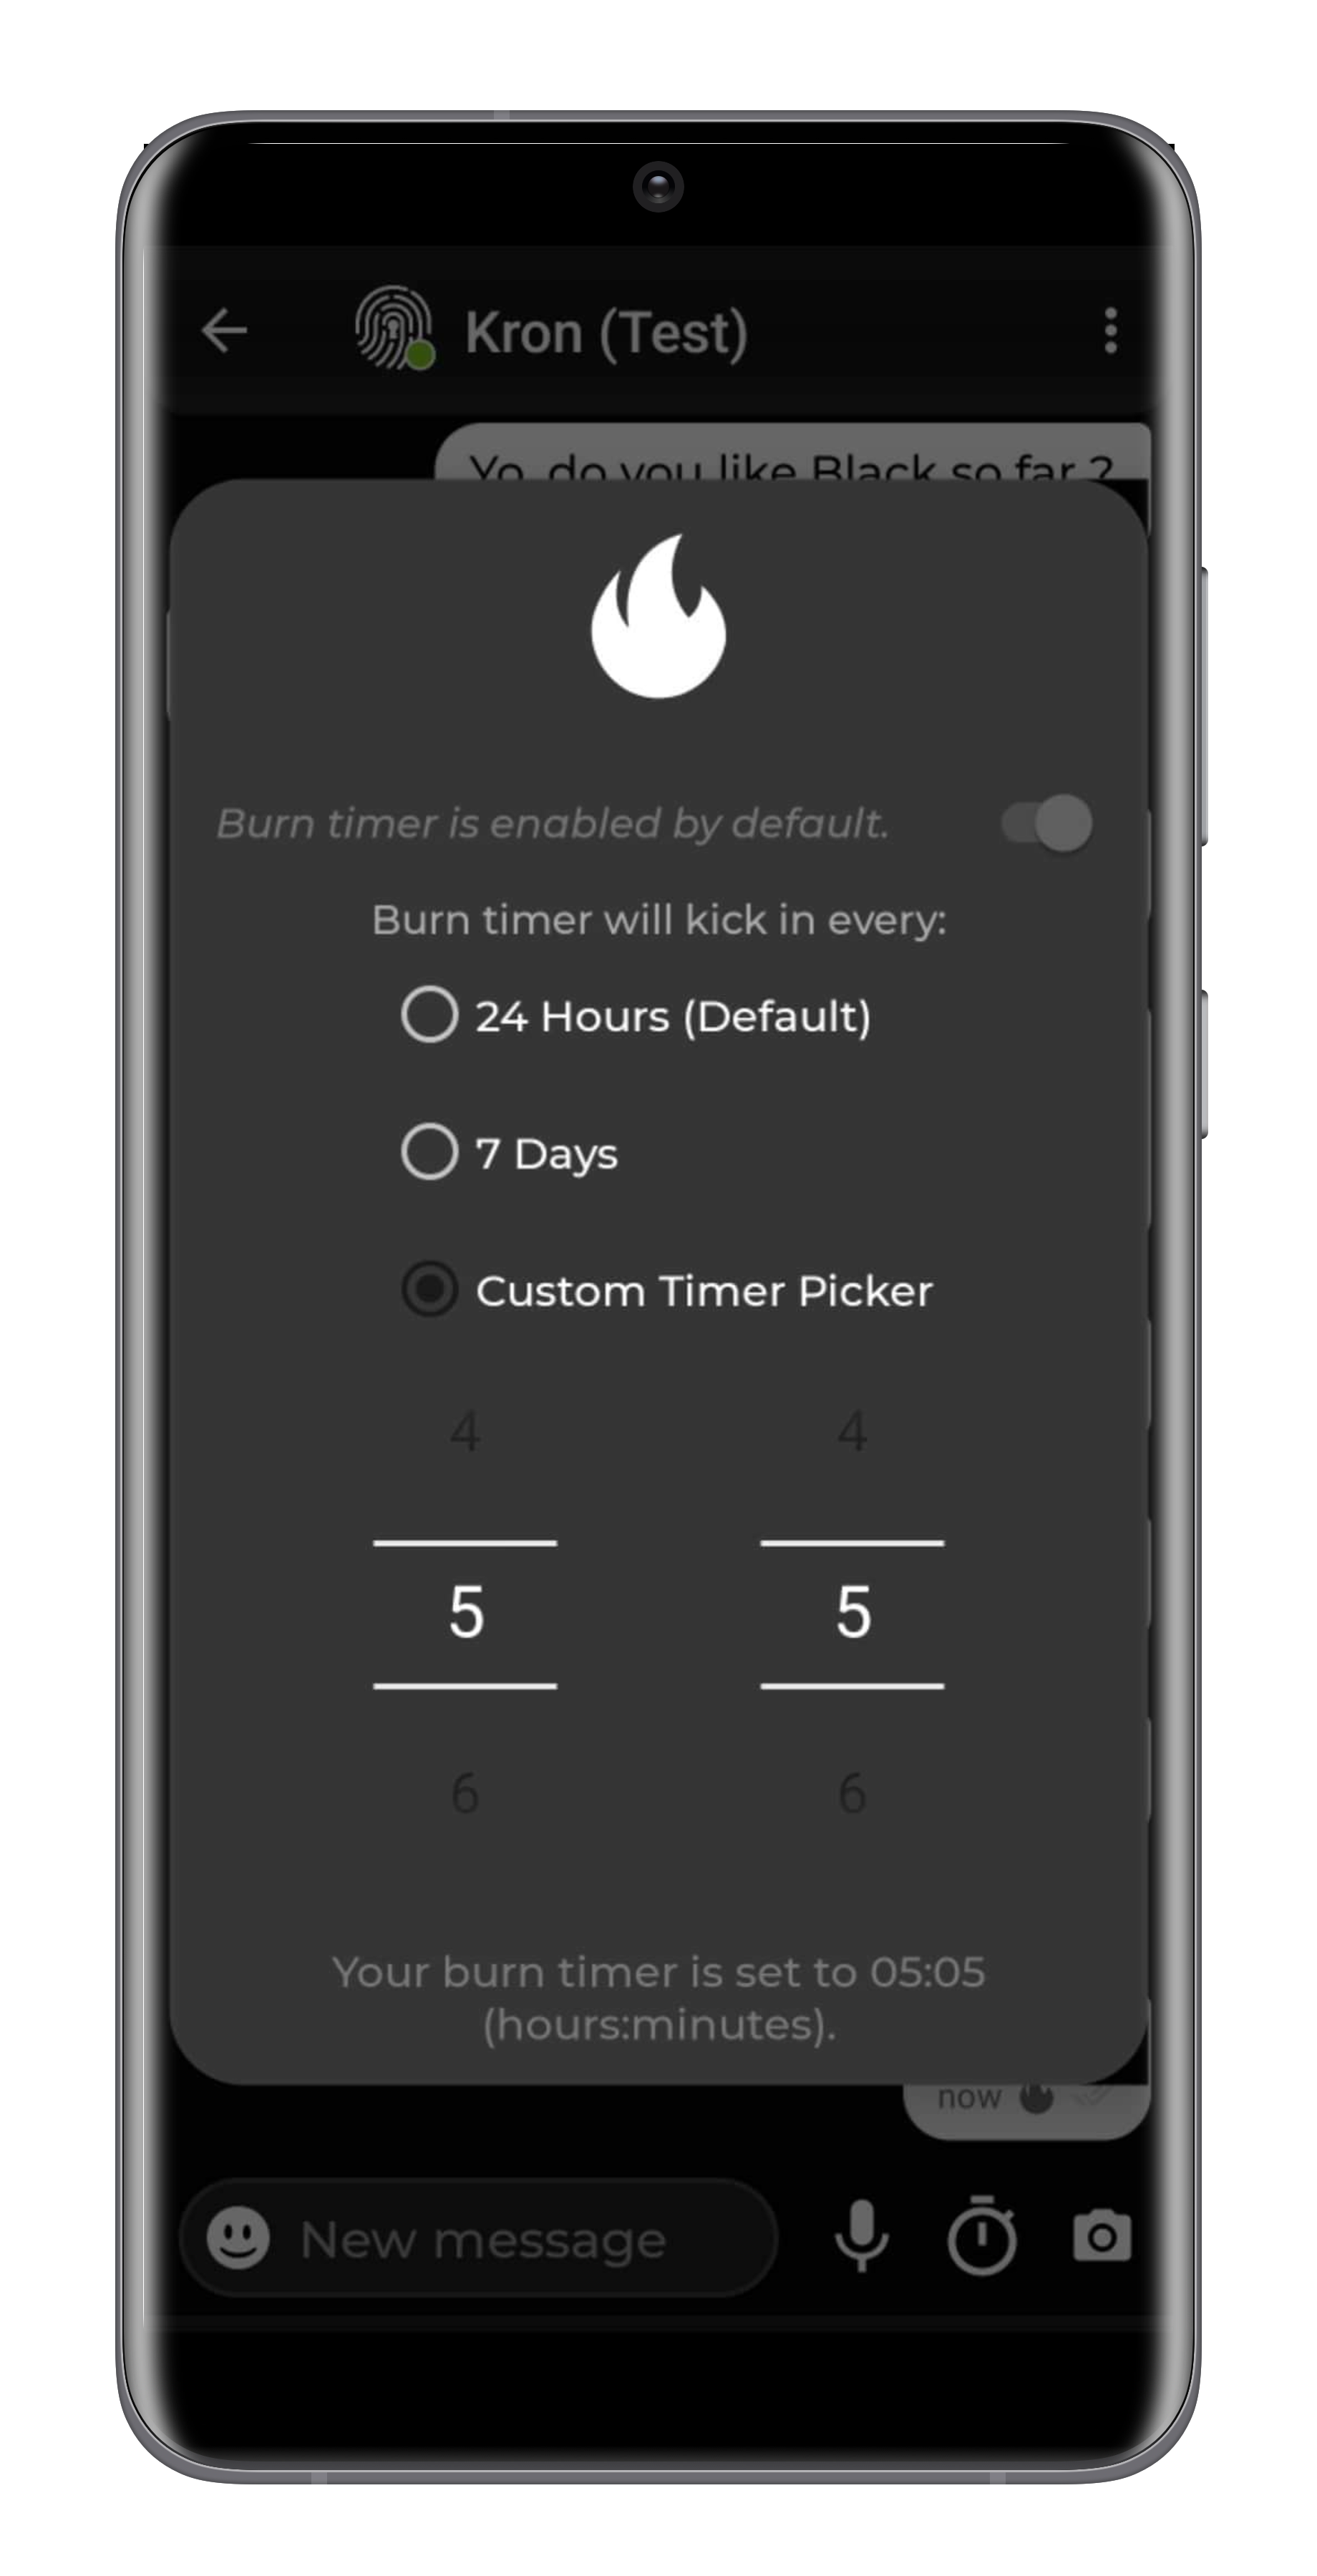 Kron (Test)
Yo, do you like Black so far ?
Burn timer is enabled by default.
Burn timer will kick in every:
24 Hours (Default)
7 Days
Custom Timer Picker
4 4
5 5
6 6
Your burn timer is set to 05:05
(hours:minutes).
now
New message